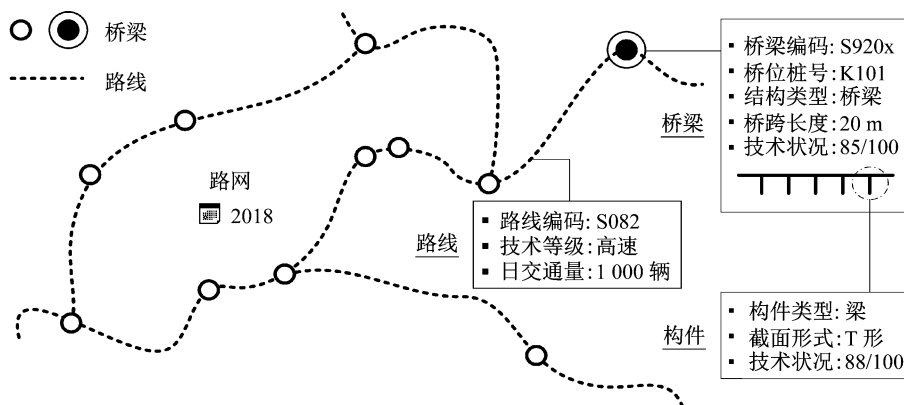 桥梁
路线
路网
2018
桥梁
▪ 桥梁编码: S920x
▪ 桥位桩号:K101
▪ 结构类型: 桥梁
▪ 桥跨长度: 20 m
▪ 技术状况: 85/100
路线
▪ 路线编码: S082
▪ 技术等级: 高速
▪ 日交通量: 1 000 辆
构件
▪ 构件类型: 梁
▪ 截面形式: T 形
▪ 技术状况: 88/100